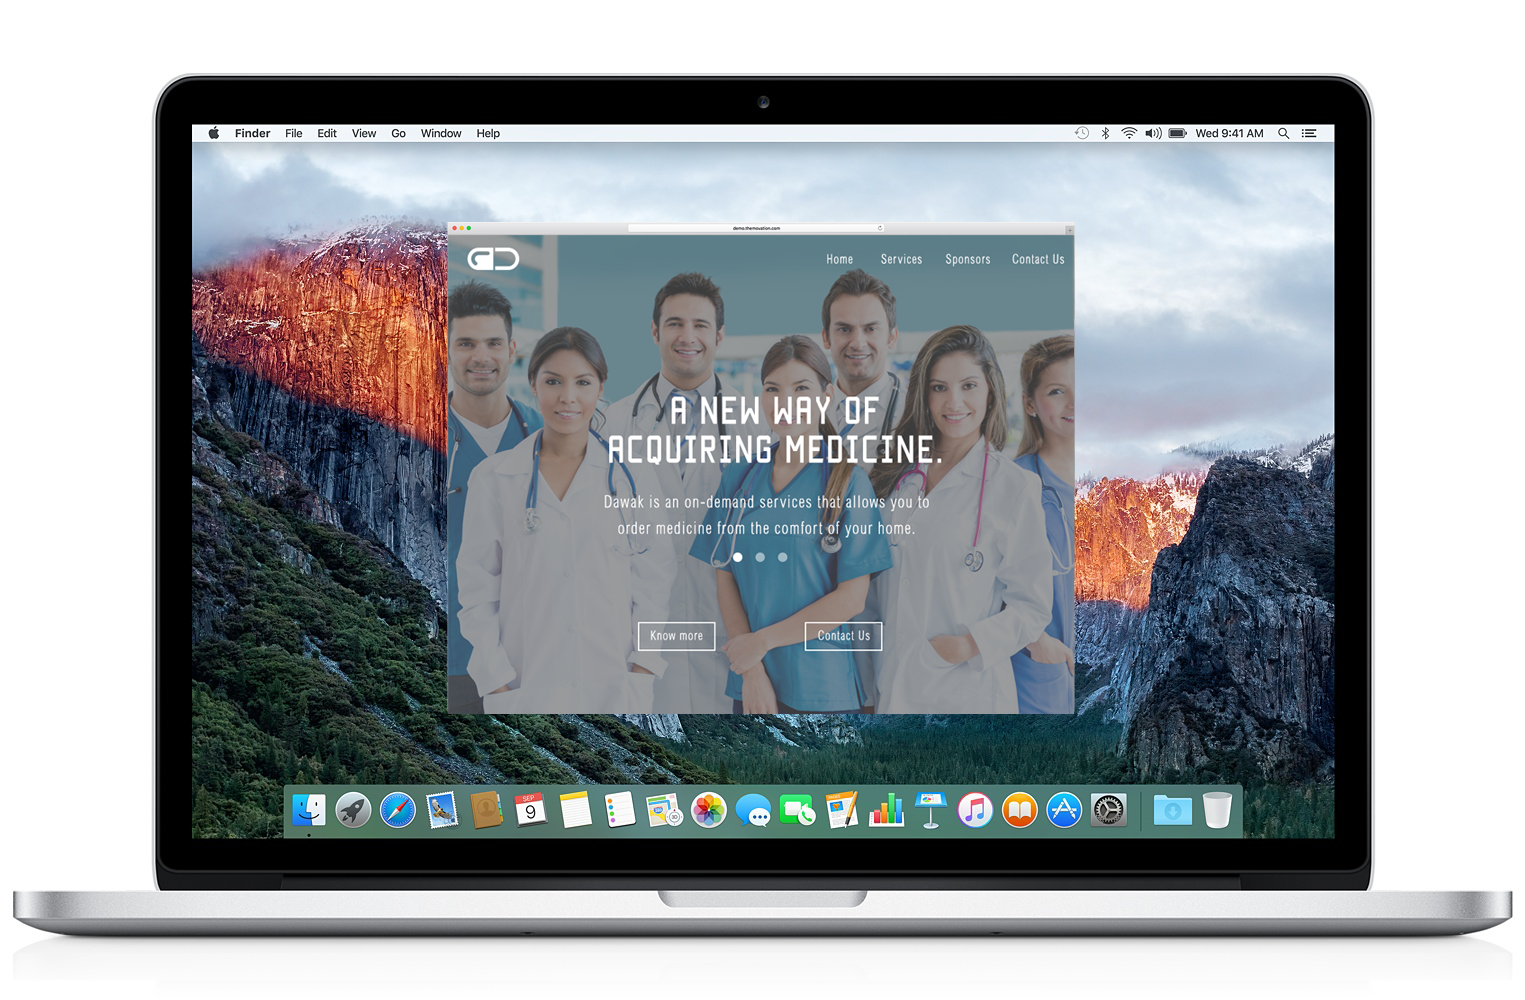 Finder File Edit View Go Window Help Wed 9:41 AM
demo.themovation.com
Home Services Sponsors Contact Us
A NEW WAY OF
ACQUIRING MEDICINE.
Dawak is an on-demand services that allows you to
order medicine from the comfort of your home.
Know more Contact Us
SEP
9
3D